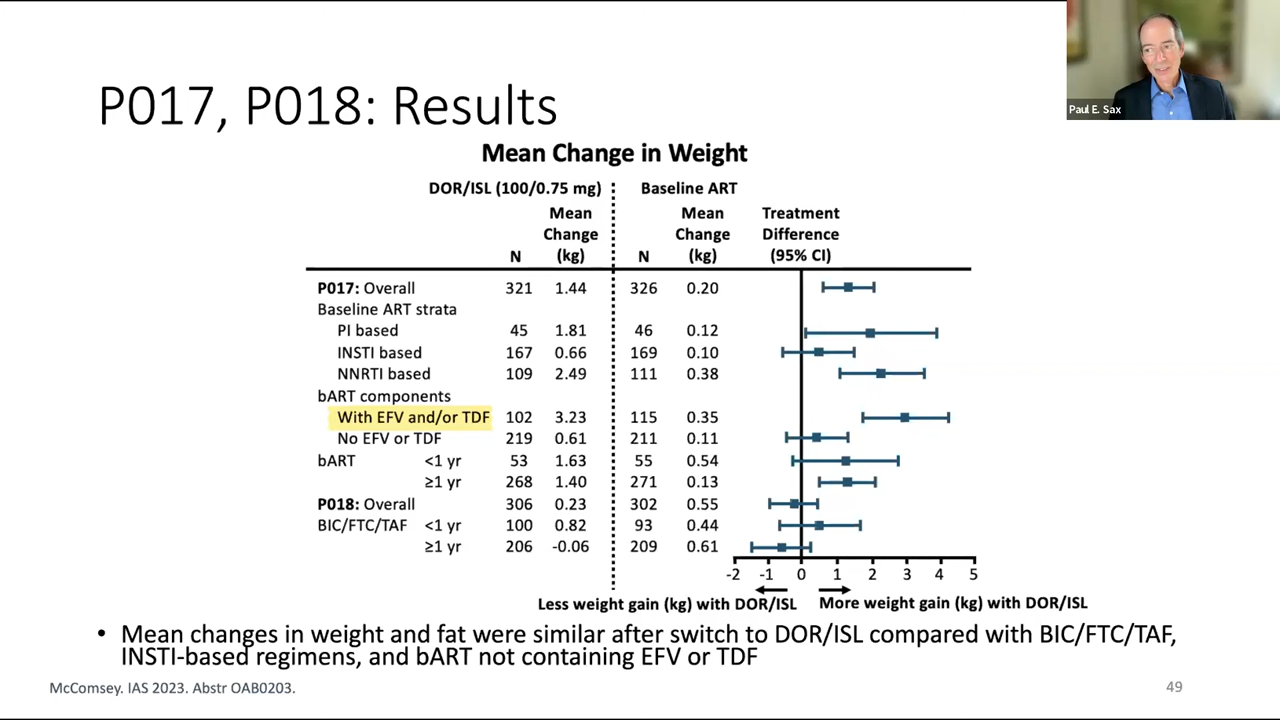 Paul E. Sax
P017, P018: Results
Mean Change in Weight
DOR/ISL (100/0.75 mg) Baseline ART
Mean Mean Treatment
Change Change Difference
N (kg) N (kg) (95% CI)
P017: Overall 321 1.44 326 0.20
Baseline ART strata
PI based 45 1.81 46 0.12
INSTI based 167 0.66 169 0.10
NNRTI based 109 2.49 111 0.38
bART components
With EFV and/or TDF 102 3.23 115 0.35
No EFV or TDF 219 0.61 211 0.11
bART <1 yr 53 1.63 55 0.54
≥1 yr 268 1.40 271 0.13
P018: Overall 306 0.23 302 0.55
BIC/FTC/TAF <1 yr 100 0.82 93 0.44
≥1 yr 206 -0.06 209 0.61
-2 -1 0 1 2 3 4 5
Less weight gain (kg) with DOR/ISL More weight gain (kg) with DOR/ISL
• Mean changes in weight and fat were similar after switch to DOR/ISL compared with BIC/FTC/TAF,
INSTI-based regimens, and bART not containing EFV or TDF
McComsey. IAS 2023. Abstr OAB0203.
49